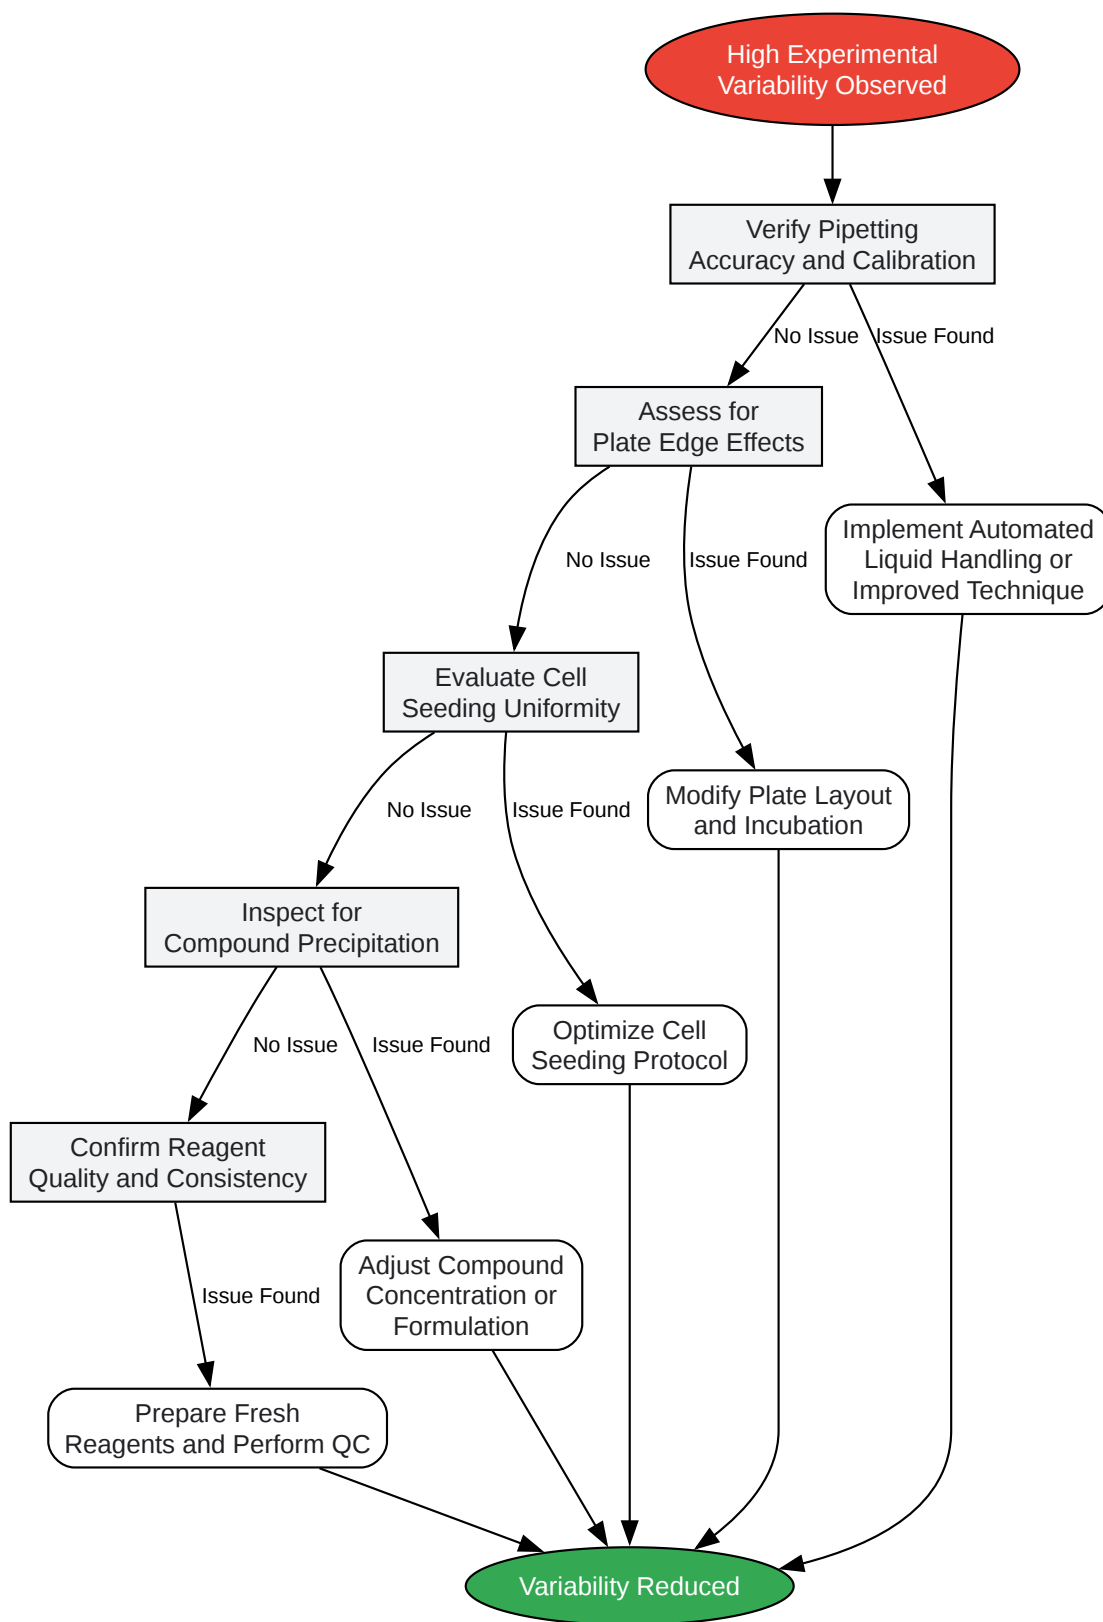 High Experimental
Variability Observed
Verify Pipetting
Accuracy and Calibration
No Issue
Issue Found
Assess for
Plate Edge Effects
Implement Automated
Liquid Handling or
Improved Technique
No Issue
Issue Found
Evaluate Cell
Seeding Uniformity
Modify Plate Layout
and Incubation
No Issue
Issue Found
Inspect for
Compound Precipitation
Optimize Cell
Seeding Protocol
No Issue
Issue Found
Confirm Reagent
Quality and Consistency
Adjust Compound
Concentration or
Formulation
Issue Found
Prepare Fresh
Reagents and Perform QC
Variability Reduced